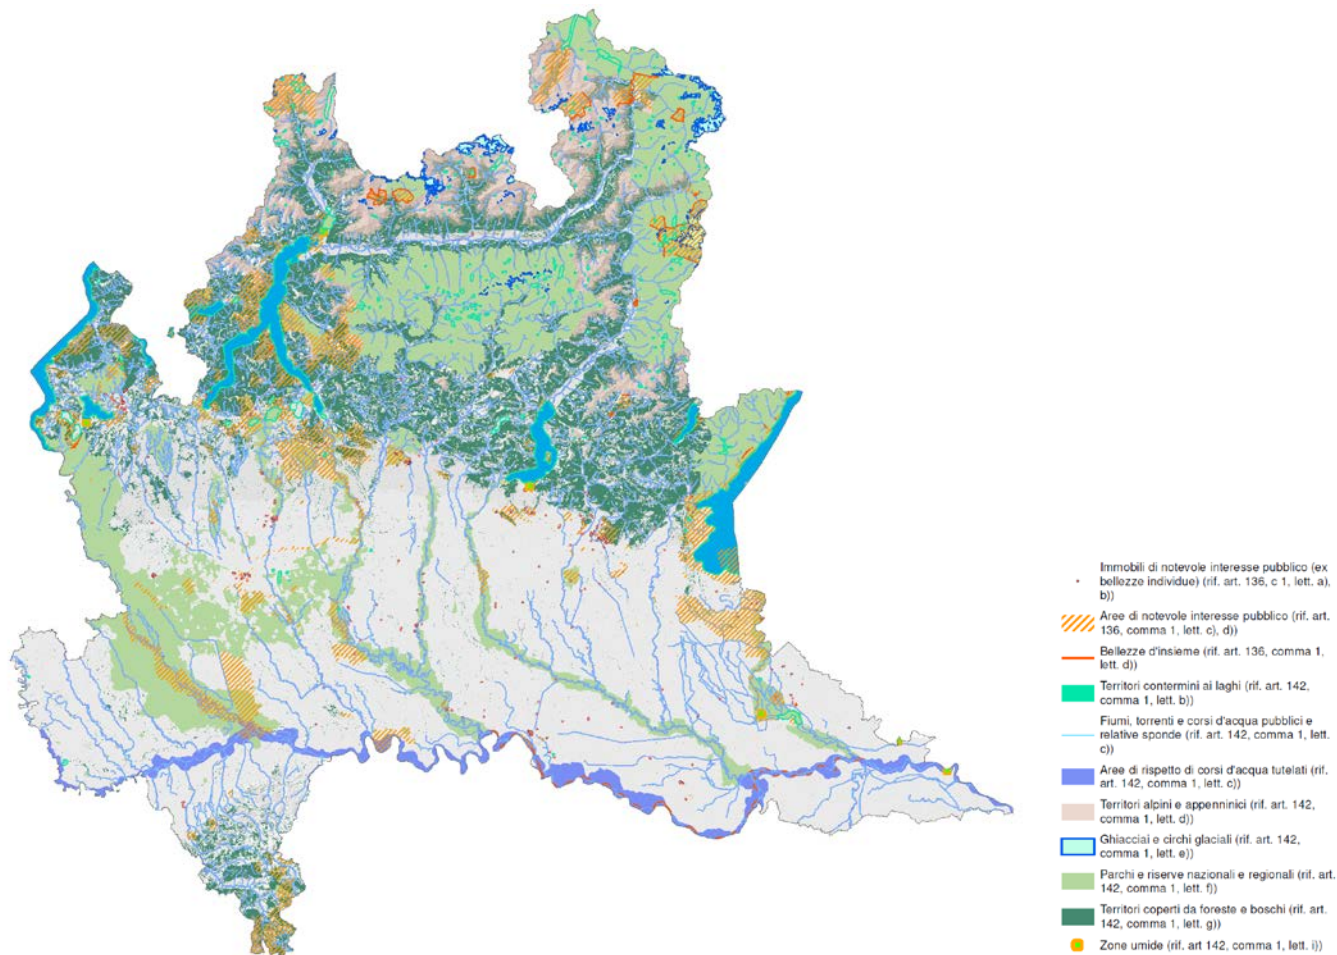 Immobili di notevole interesse pubblico (ex
bellezze individue) (rif. art. 136, c 1, lett. a),
b))
Aree di notevole interesse pubblico (rif. art.
136, comma 1, lett. c), d))
Bellezze d'insieme (rif. art. 136, comma 1,
lett. d))
Territori contermini ai laghi (rif. art. 142,
comma 1, lett. b))
Fiumi, torrenti e corsi d'acqua pubblici e
relative sponde (rif. art. 142, comma 1, lett.
c))
Aree di rispetto di corsi d'acqua tutelati (rif.
art. 142, comma 1, lett. c))
Territori alpini e appenninici (rif. art. 142,
comma 1, lett. d))
Ghiacciai e circhi glaciali (rif. art. 142,
comma 1, lett. e))
Parchi e riserve nazionali e regionali (rif. art.
142, comma 1, lett. f))
Territori coperti da foreste e boschi (rif. art.
142, comma 1, lett. g))
Zone umide (rif. art 142, comma 1, lett. i))